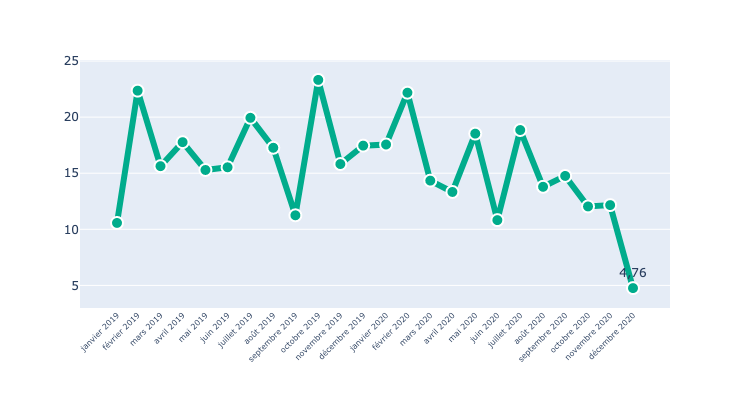 25
20
15
10
5
4.76
janvier 2019
février 2019
mars 2019
avril 2019
mai 2019
juin 2019
juillet 2019
août 2019
septembre 2019
octobre 2019
novembre 2019
décembre 2019
janvier 2020
février 2020
mars 2020
avril 2020
mai 2020
juin 2020
juillet 2020
août 2020
septembre 2020
octobre 2020
novembre 2020
décembre 2020